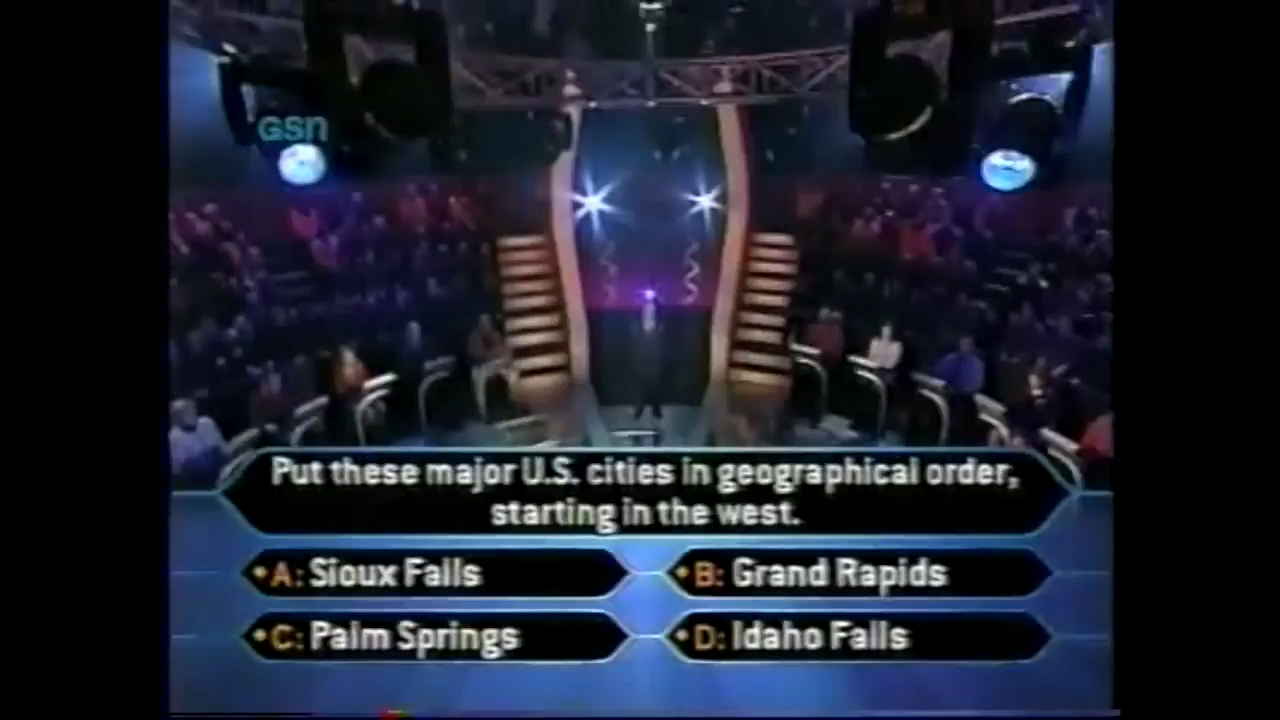 GSN
Put these major U.S. cities in geographical order,
starting in the west.
A: Sioux Falls
B: Grand Rapids
C: Palm Springs
D: Idaho Falls